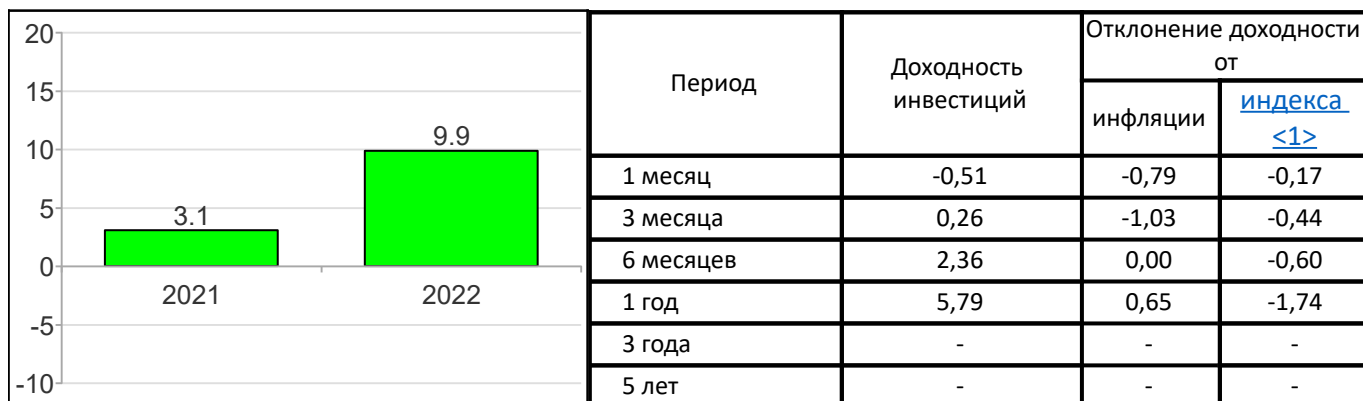 20
15
10
5
0
-5
-10
3.1
9.9
2021
2022
Период
Доходность
инвестиций
Отклонение доходности
от
инфляции
индекса
<1>
1 месяц -0,51 -0,79 -0,17
3 месяца 0,26 -1,03 -0,44
6 месяцев 2,36 0,00 -0,60
1 год 5,79 0,65 -1,74
3 года - - -
5 лет - - -